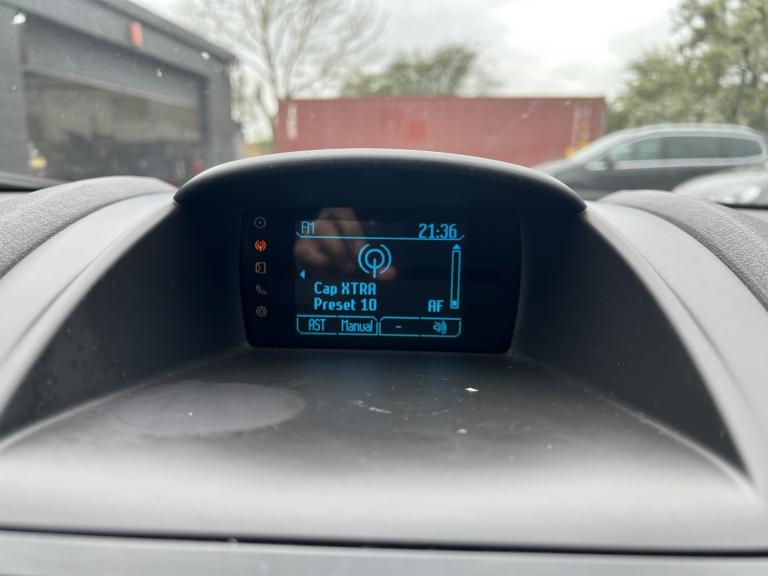 FM 21:36
Cap XTRA
Preset 10 AF
AST Manual -